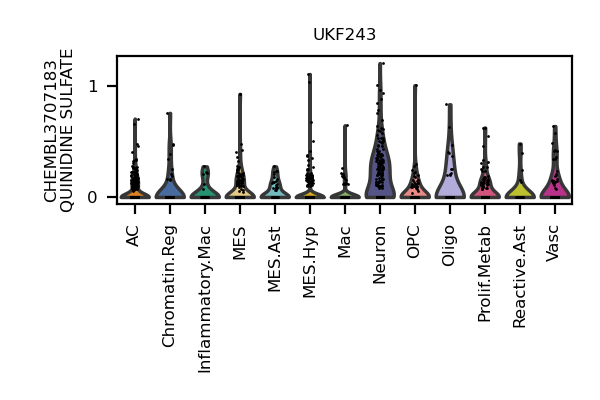 UKF243
CHEMBL3707183
QUINIDINE SULFATE
1
0
AC
Chromatin.Reg
Inflammatory.Mac
MES
MES.Ast
MES.Hyp
Mac
Neuron
OPC
Oligo
Prolif.Metab
Reactive.Ast
Vasc